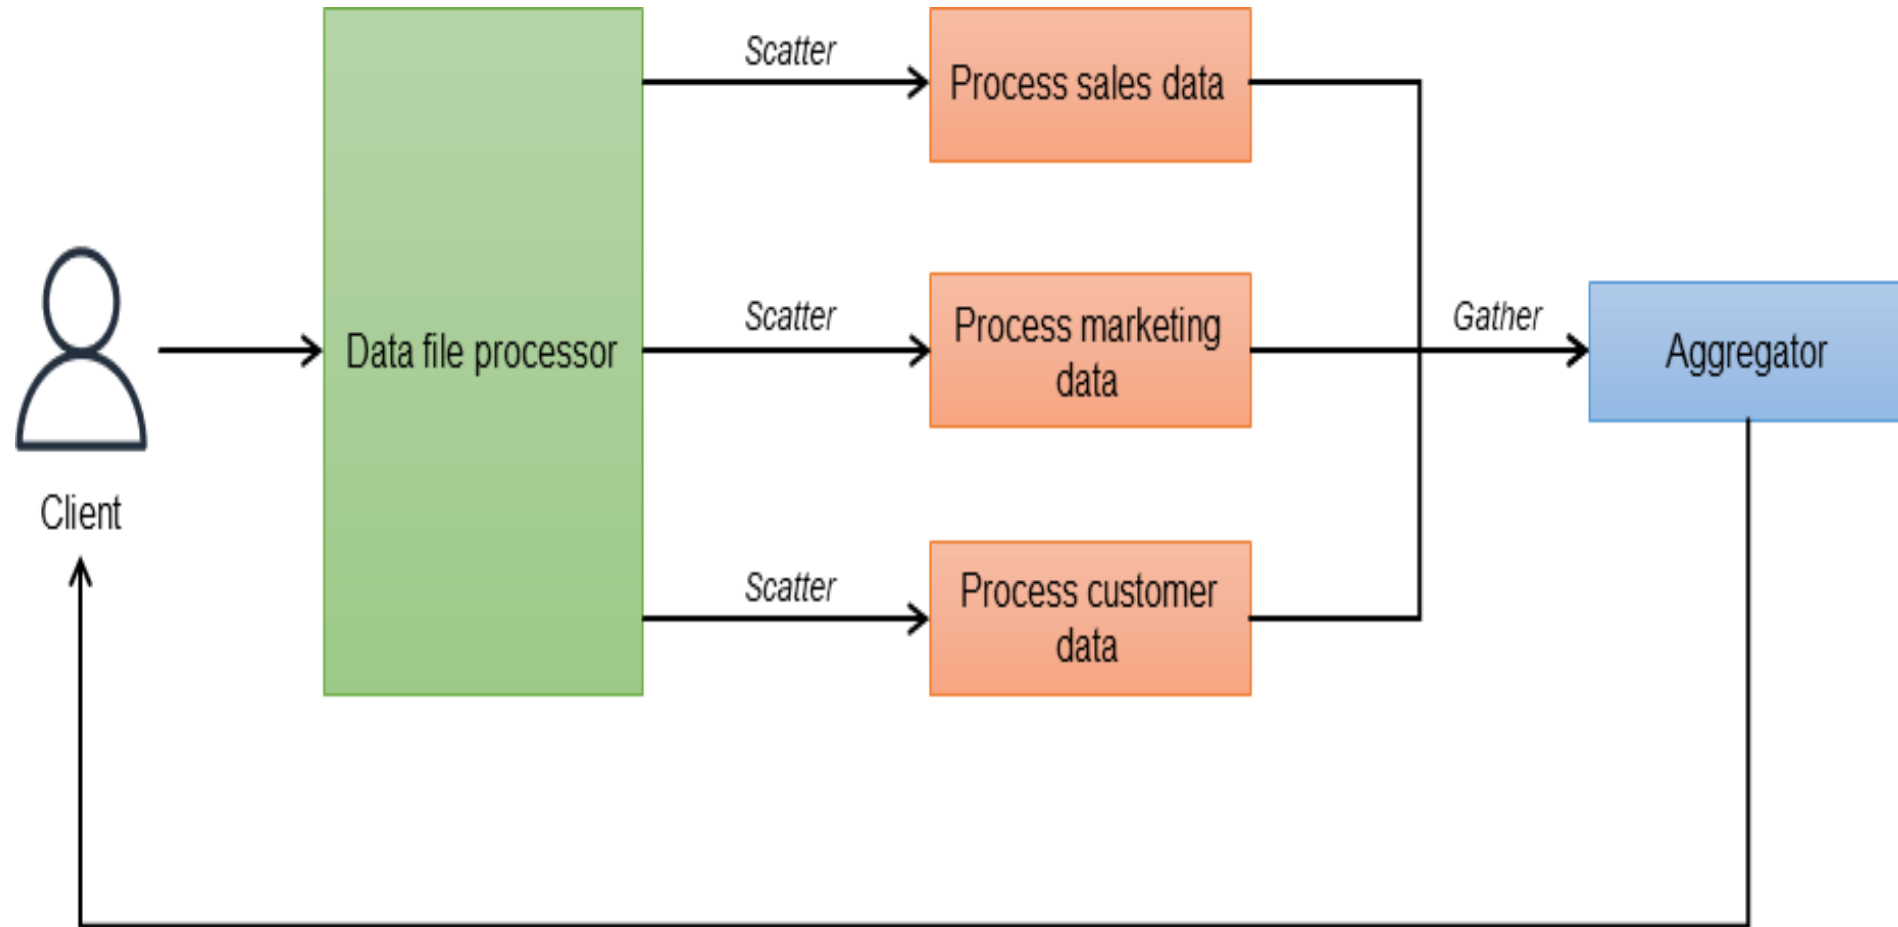 Scatter
Process sales data
Scatter
Process marketing
data
Gather
Aggregator
Data file processor
Client
Scatter
Process customer
data